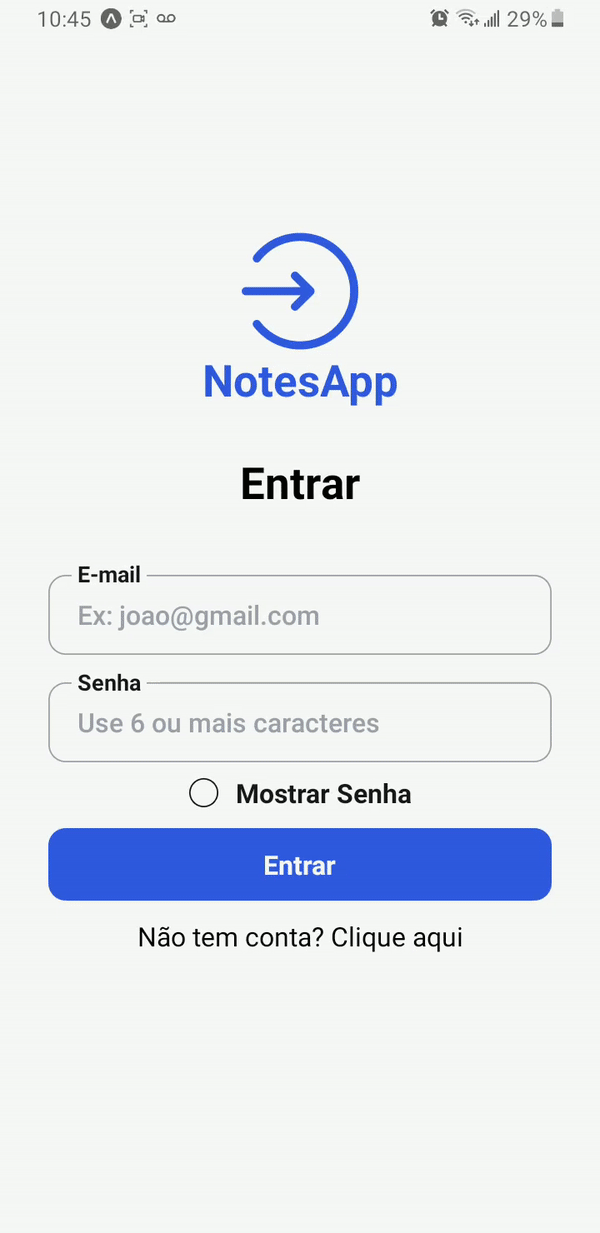 10:45 29%
NotesApp
Entrar
E-mail
Ex: joao@gmail.com
Senha
Use 6 ou mais caracteres
Mostrar Senha
Entrar
Não tem conta? Clique aqui